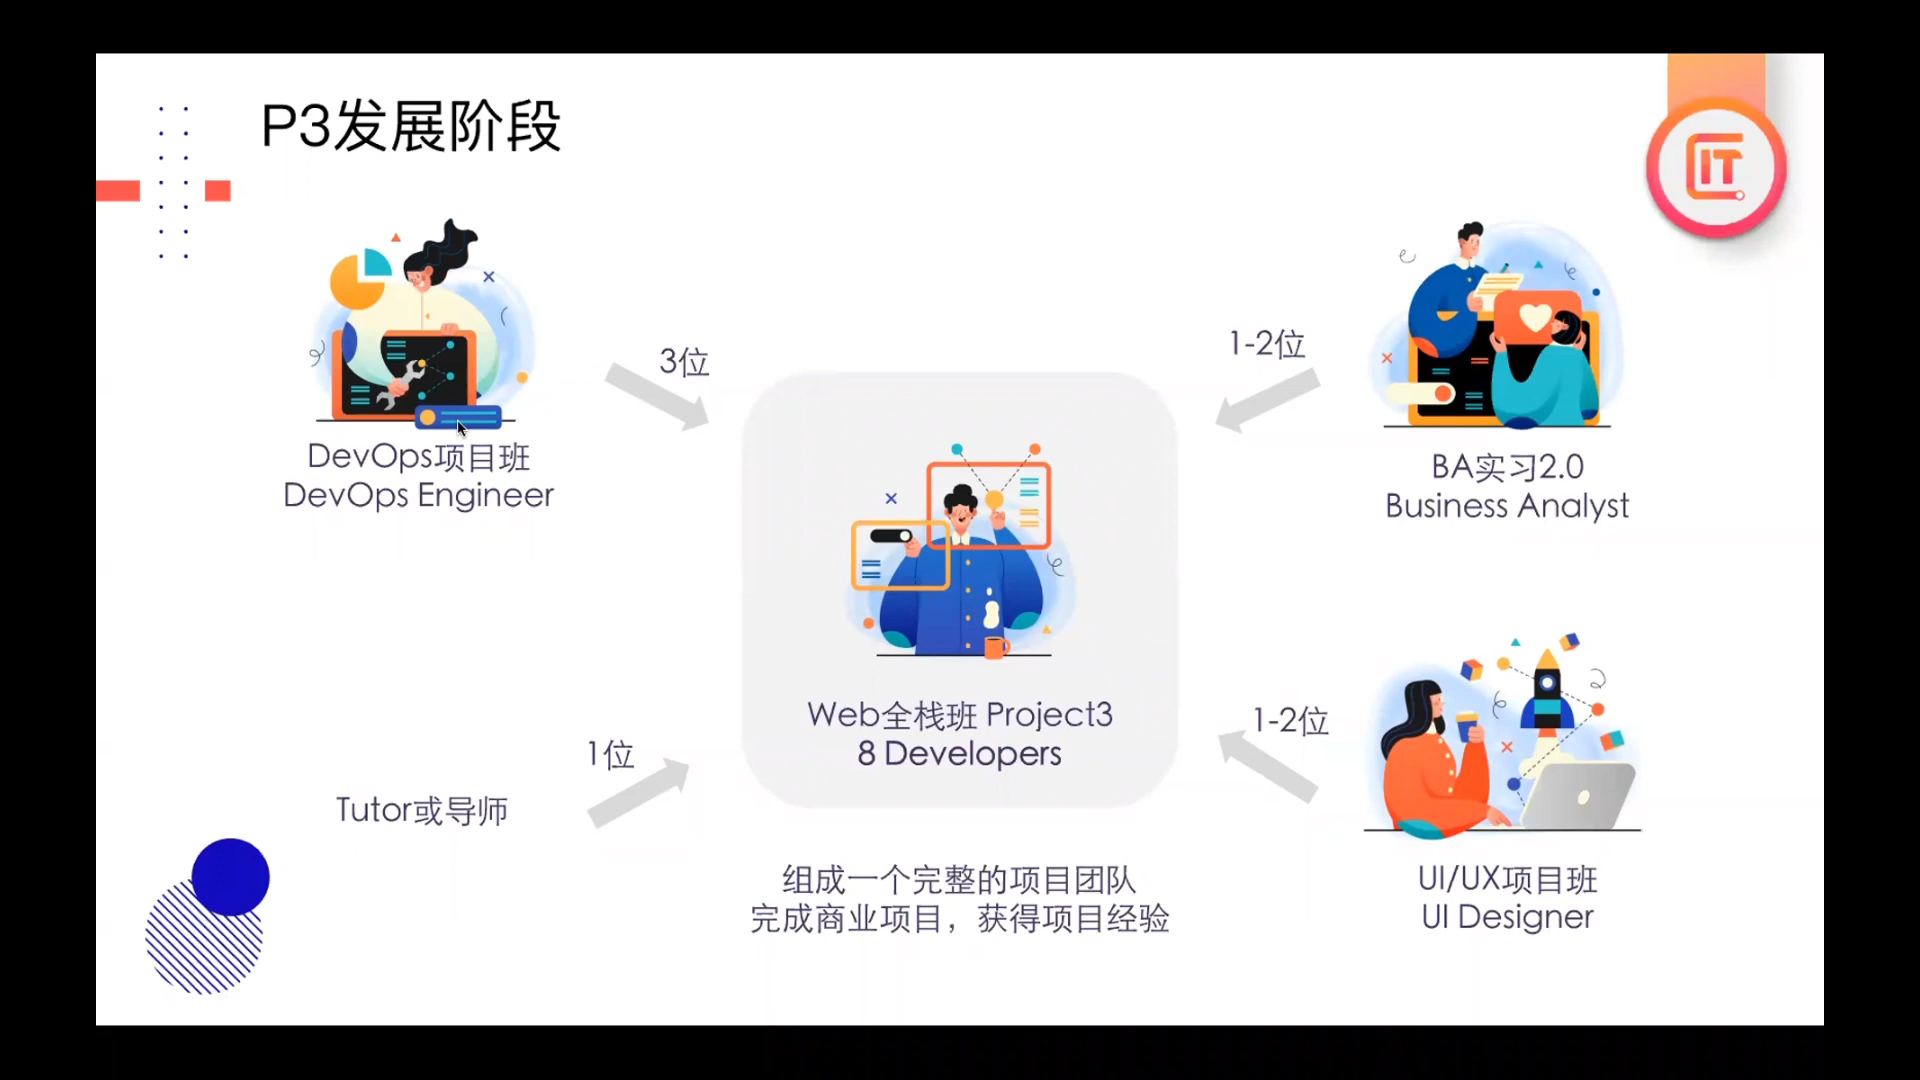 P3发展阶段
IT
3位
DevOps项目班
DevOps Engineer
1-2位
BA实习2.0
Business Analyst
Web全栈班 Project3
8 Developers
1位
Tutor或导师
1-2位
UI/UX项目班
UI Designer
组成一个完整的项目团队
完成商业项目，获得项目经验